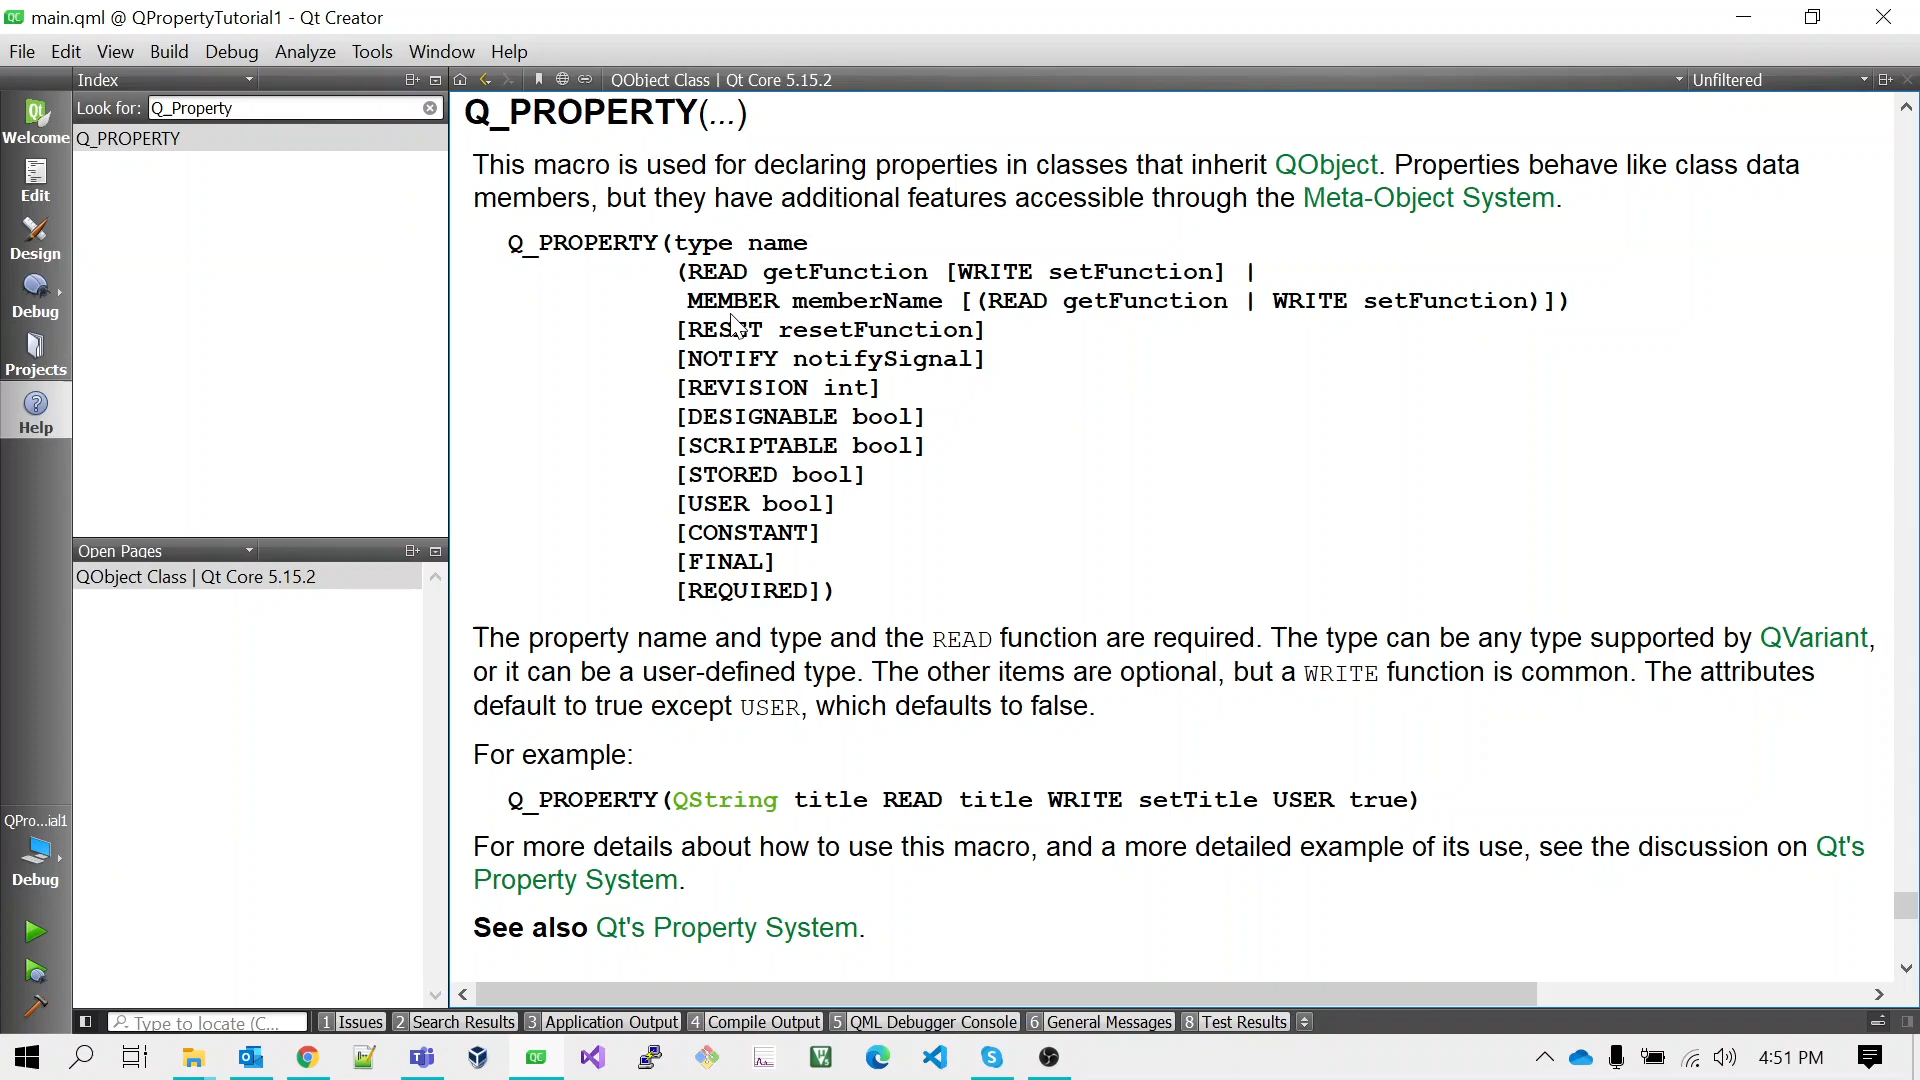 main.qml @ QPropertyTutorial1 - Qt Creator
File Edit View Build Debug Analyze Tools Window Help
Index
QObject Class | Qt Core 5.15.2
Unfiltered
Look for: Q_Property
Q_PROPERTY
Welcome
Edit
Design
Debug
Projects
Help
Open Pages
QObject Class | Qt Core 5.15.2
QPro...ial1
Debug
Q_PROPERTY(...)
This macro is used for declaring properties in classes that inherit QObject. Properties behave like class data
members, but they have additional features accessible through the Meta-Object System.
Q_PROPERTY(type name
(READ getFunction [WRITE setFunction] |
MEMBER memberName [(READ getFunction | WRITE setFunction)])
[RESET resetFunction]
[NOTIFY notifySignal]
[REVISION int]
[DESIGNABLE bool]
[SCRIPTABLE bool]
[STORED bool]
[USER bool]
[CONSTANT]
[FINAL]
[REQUIRED])
The property name and type and the READ function are required. The type can be any type supported by QVariant,
or it can be a user-defined type. The other items are optional, but a WRITE function is common. The attributes
default to true except USER, which defaults to false.
For example:
Q_PROPERTY(QString title READ title WRITE setTitle USER true)
For more details about how to use this macro, and a more detailed example of its use, see the discussion on Qt's
Property System.
See also Qt's Property System.
Type to locate (C... 1 Issues 2 Search Results 3 Application Output 4 Compile Output 5 QML Debugger Console 6 General Messages 8 Test Results
4:51 PM